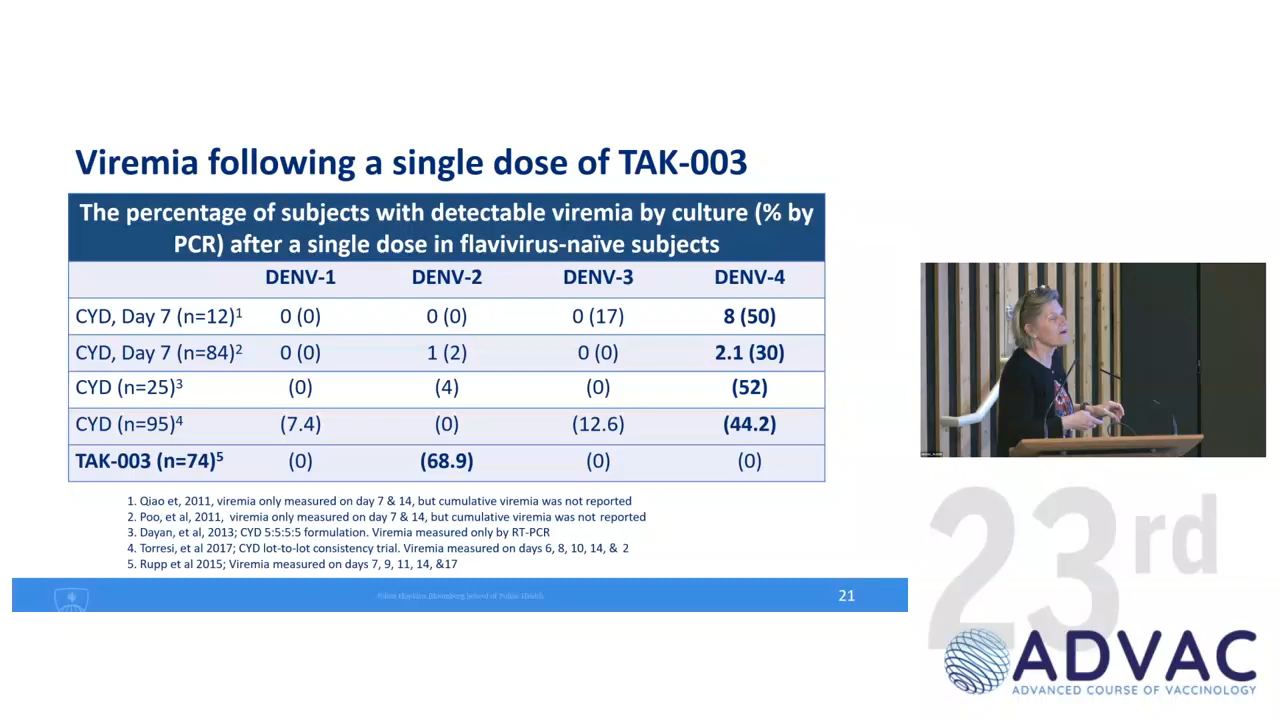 Viremia following a single dose of TAK-003
The percentage of subjects with detectable viremia by culture (% by
PCR) after a single dose in flavivirus-naïve subjects
DENV-1 DENV-2 DENV-3 DENV-4
CYD, Day 7 (n=12)¹ 0 (0) 0 (0) 0 (17) 8 (50)
CYD, Day 7 (n=84)² 0 (0) 1 (2) 0 (0) 2.1 (30)
CYD (n=25)³ (0) (4) (0) (52)
CYD (n=95)⁴ (7.4) (0) (12.6) (44.2)
TAK-003 (n=74)⁵ (0) (68.9) (0) (0)
1. Qiao et, 2011, viremia only measured on day 7 & 14, but cumulative viremia was not reported
2. Poo, et al, 2011, viremia only measured on day 7 & 14, but cumulative viremia was not reported
3. Dayan, et al, 2013; CYD 5:5:5:5 formulation. Viremia measured only by RT-PCR
4. Torresi, et al 2017; CYD lot-to-lot consistency trial. Viremia measured on days 6, 8, 10, 14, & 2
5. Rupp et al 2015; Viremia measured on days 7, 9, 11, 14, &17
Johns Hopkins Bloomberg School of Public Health
21
23rd
ADVAC
ADVANCED COURSE OF VACCINOLOGY